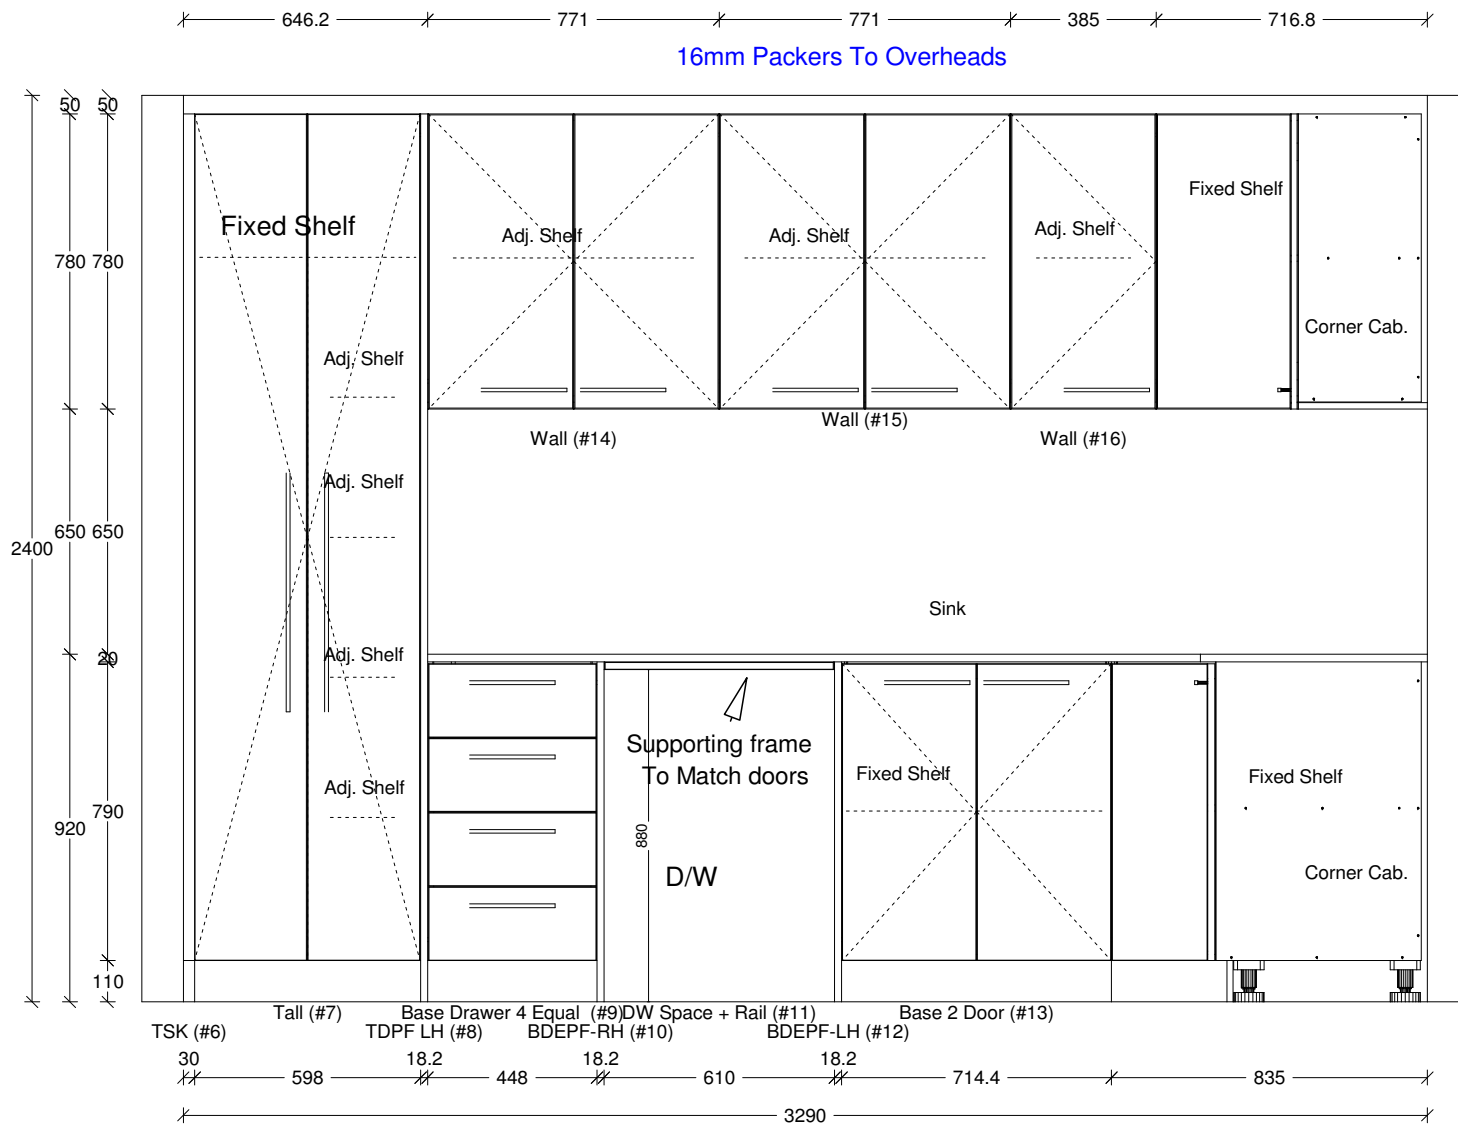 646.2 771 771 385 716.8
16mm Packers To Overheads
50 50
Fixed Shelf
Fixed Shelf
Adj. Shelf Adj. Shelf Adj. Shelf
780 780
Corner Cab.
Adj. Shelf
Wall (#14) Wall (#15) Wall (#16)
Adj. Shelf
650 650
2400
Sink
20
Adj. Shelf
Supporting frame
To Match doors
Fixed Shelf
Fixed Shelf
Adj. Shelf
790
920
880
D/W
Corner Cab.
110
Tall (#7) Base Drawer 4 Equal (#9) DW Space + Rail (#11) Base 2 Door (#13)
TSK (#6) TDPF LH (#8) BDEPF-RH (#10) BDEPF-LH (#12)
30 18.2 18.2 18.2
598 448 610 714.4 835
3290